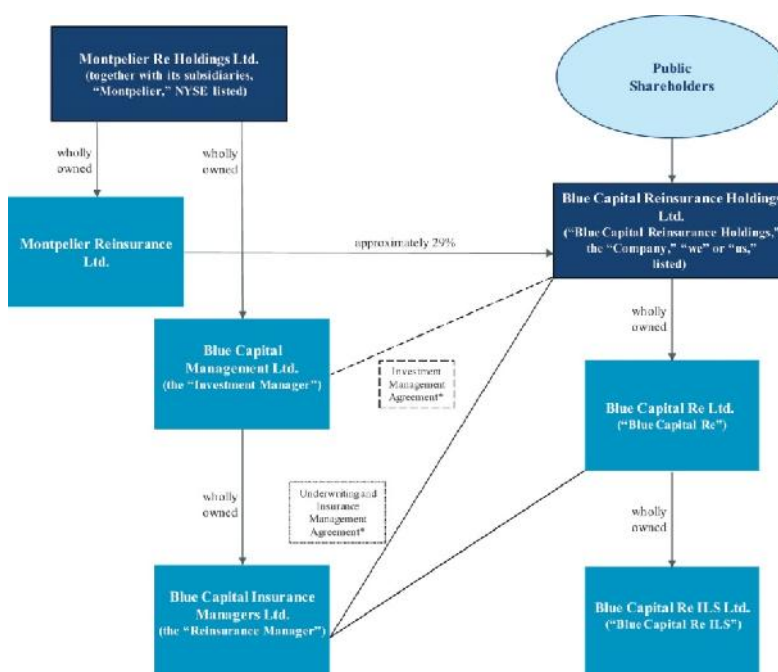 Montpelier Re Holdings Ltd.
(together with its subsidiaries,
"Montpelier," NYSE listed)
Public
Shareholders
wholly
owned
wholly
owned
Montpelier Reinsurance
Ltd.
approximately 29%
Blue Capital Reinsurance Holdings
Ltd.
("Blue Capital Reinsurance Holdings,"
the "Company," "we" or "us,"
listed)
Blue Capital
Management Ltd.
(the "Investment Manager")
Investment
Management
Agreement*
wholly
owned
Blue Capital Re Ltd.
("Blue Capital Re")
wholly
owned
Underwriting and
Insurance
Management
Agreement*
wholly
owned
Blue Capital Insurance
Managers Ltd.
(the "Reinsurance Manager")
Blue Capital Re ILS Ltd.
("Blue Capital Re ILS")